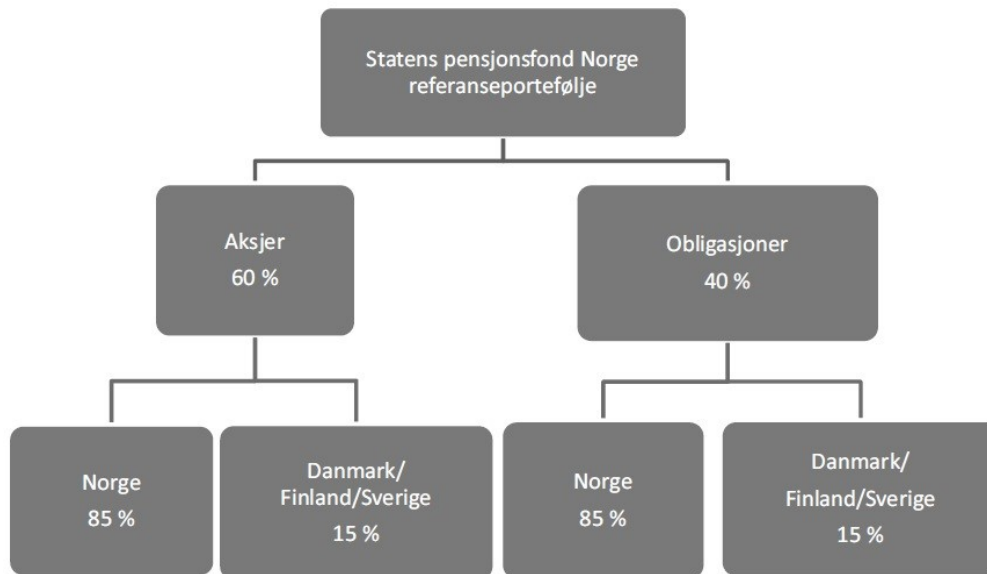 Statens pensjonsfond Norge
referanseportefølje
Aksjer
60 %
Obligasjoner
40 %
Norge
85 %
Danmark/
Finland/Sverige
15 %
Norge
85 %
Danmark/
Finland/Sverige
15 %